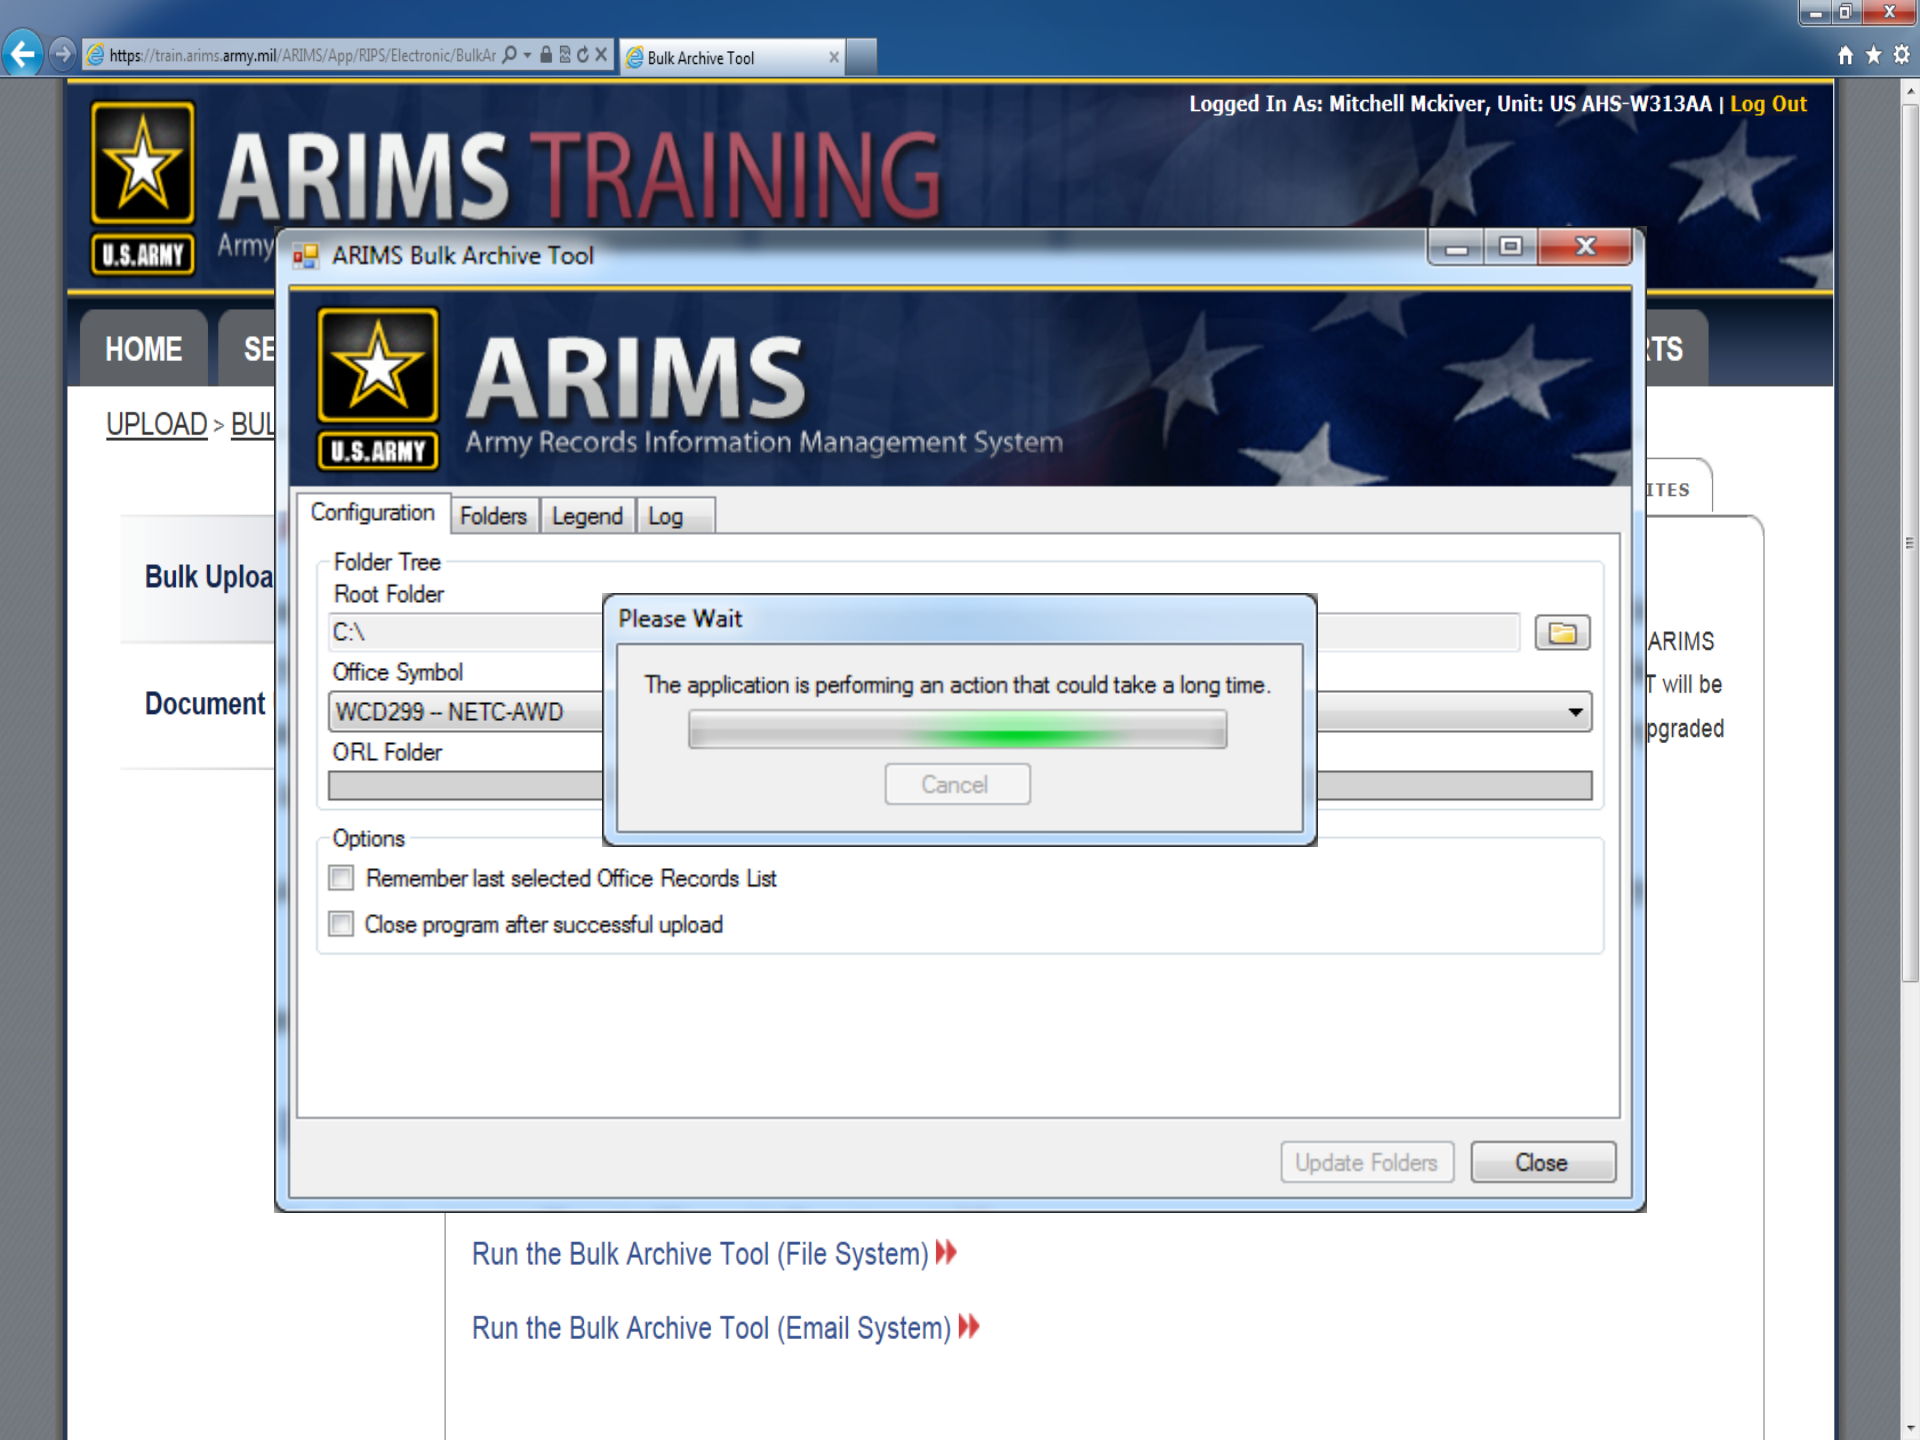 https://train.arims.army.mil/ARIMS/App/RIPS/Electronic/BulkAr
Bulk Archive Tool
Logged In As: Mitchell Mckiver, Unit: US AHS-W313AA | Log Out
ARIMS TRAINING
U.S.ARMY
Army
ARIMS Bulk Archive Tool
HOME
SE
RTS
ARIMS
Army Records Information Management System
U.S.ARMY
UPLOAD > BUL
ITES
Configuration
Folders
Legend
Log
Folder Tree
Root Folder
C:\
Office Symbol
WCD299 -- NETC-AWD
ORL Folder
Please Wait
The application is performing an action that could take a long time.
Cancel
Options
Remember last selected Office Records List
Close program after successful upload
Update Folders
Close
Bulk Uploa
Document
ARIMS
T will be
pgraded
Run the Bulk Archive Tool (File System)
Run the Bulk Archive Tool (Email System)